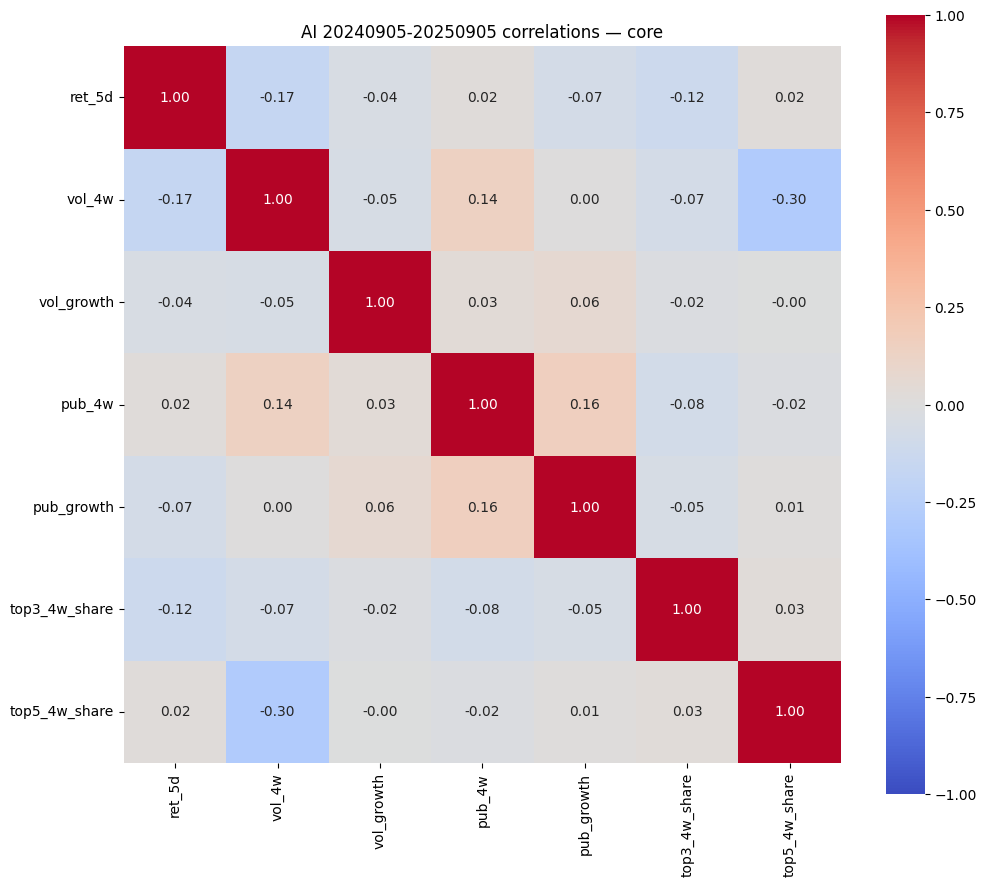 AI 20240905-20250905 correlations — core
ret_5d 1.00 -0.17 -0.04 0.02 -0.07 -0.12 0.02
vol_4w -0.17 1.00 -0.05 0.14 0.00 -0.07 -0.30
vol_growth -0.04 -0.05 1.00 0.03 0.06 -0.02 -0.00
pub_4w 0.02 0.14 0.03 1.00 0.16 -0.08 -0.02
pub_growth -0.07 0.00 0.06 0.16 1.00 -0.05 0.01
top3_4w_share -0.12 -0.07 -0.02 -0.08 -0.05 1.00 0.03
top5_4w_share 0.02 -0.30 -0.00 -0.02 0.01 0.03 1.00
ret_5d
vol_4w
vol_growth
pub_4w
pub_growth
top3_4w_share
top5_4w_share
1.00
0.75
0.50
0.25
0.00
−0.25
−0.50
−0.75
−1.00